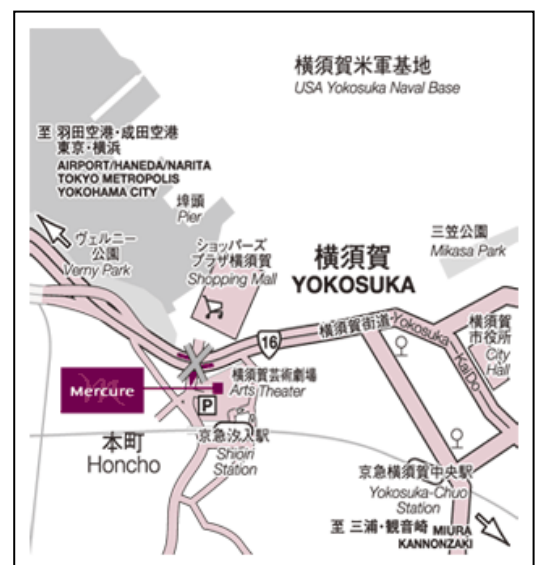 横須賀米軍基地
USA Yokosuka Naval Base
至 羽田空港・成田空港
東京・横浜
AIRPORT/HANEDA/NARITA
TOKYO METROPOLIS
YOKOHAMA CITY
埠頭
Pier
ヴェルニー
公園
Verny Park
ショッパーズ
プラザ横須賀
Shopping Mall
三笠公園
Mikasa Park
横須賀
YOKOSUKA
16
横須賀街道
Yokosuka
KaiDo
横須賀
市役所
City
Hall
Mercure
横須賀芸術劇場
Arts Theater
P
本町
Honcho
京急汐入駅
Shioiri
Station
京急横須賀中央駅
Yokosuka-Chuo
Station
至 三浦・観音崎 MIURA
KANNONZAKI